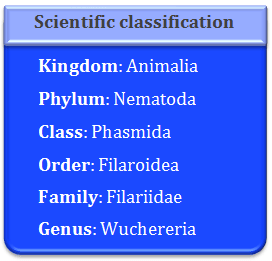 Scientific classification
Kingdom: Animalia
Phylum: Nematoda
Class: Phasmida
Order: Filaroidea
Family: Filariidae
Genus: Wuchereria